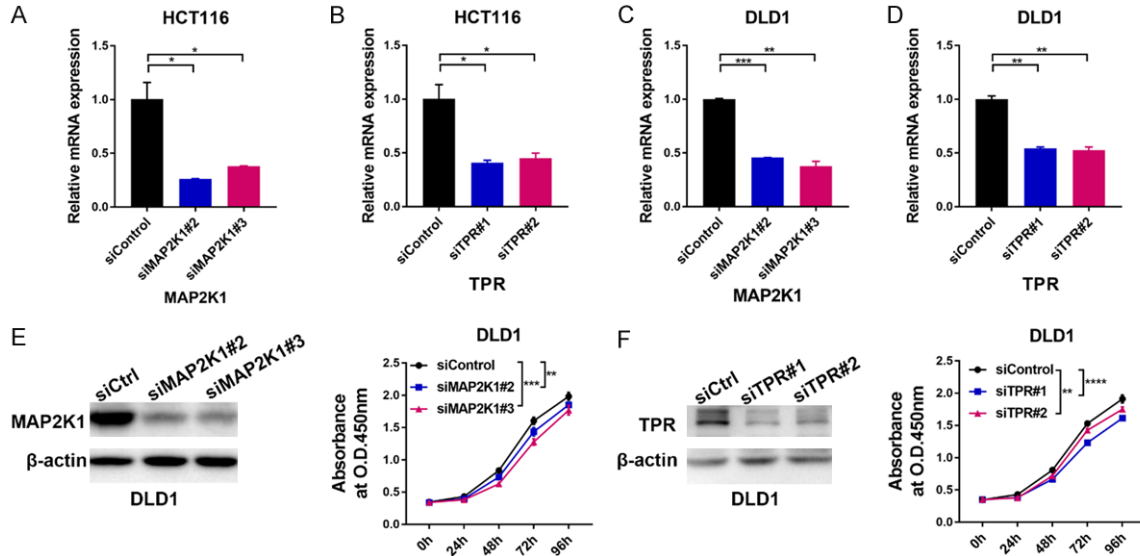 A
HCT116
Relative mRNA expression
1.5
1.0
0.5
0.0
*
*
siControl
siMAP2K1#2
siMAP2K1#3
MAP2K1
B
HCT116
Relative mRNA expression
1.5
1.0
0.5
0.0
*
*
siControl
siTPR#1
siTPR#2
TPR
C
DLD1
Relative mRNA expression
1.5
1.0
0.5
0.0
**
***
siControl
siMAP2K1#2
siMAP2K1#3
MAP2K1
D
DLD1
Relative mRNA expression
1.5
1.0
0.5
0.0
**
**
siControl
siTPR#1
siTPR#2
TPR
E
siCtrl
siMAP2K1#2
siMAP2K1#3
MAP2K1
β-actin
DLD1
DLD1
Absorbance
at O.D.450nm
2.5
2.0
1.5
1.0
0.5
0.0
siControl
siMAP2K1#2
siMAP2K1#3
***
**
0h
24h
48h
72h
96h
F
siCtrl
siTPR#1
siTPR#2
TPR
β-actin
DLD1
DLD1
Absorbance
at O.D.450nm
2.5
2.0
1.5
1.0
0.5
0.0
siControl
siTPR#1
siTPR#2
**
****
0h
24h
48h
72h
96h